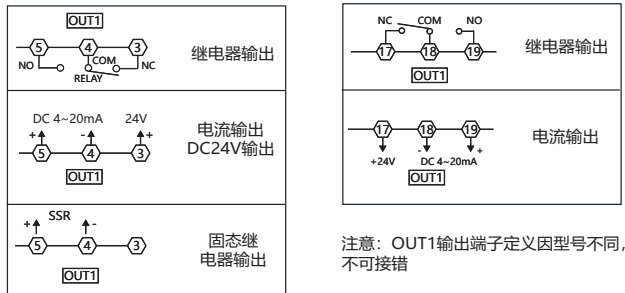 OUT1
5 4 3
NO COM NC
RELAY
继电器输出
DC 4~20mA 24V
+ - +
5 4 3
OUT1
电流输出
DC24V输出
SSR
+ -
5 4 3
OUT1
固态继
电器输出
NC COM NO
17 18 19
OUT1
继电器输出
17 18 19
- +
+24V DC 4~20mA
OUT1
电流输出
注意：OUT1输出端子定义因型号不同，
不可接错